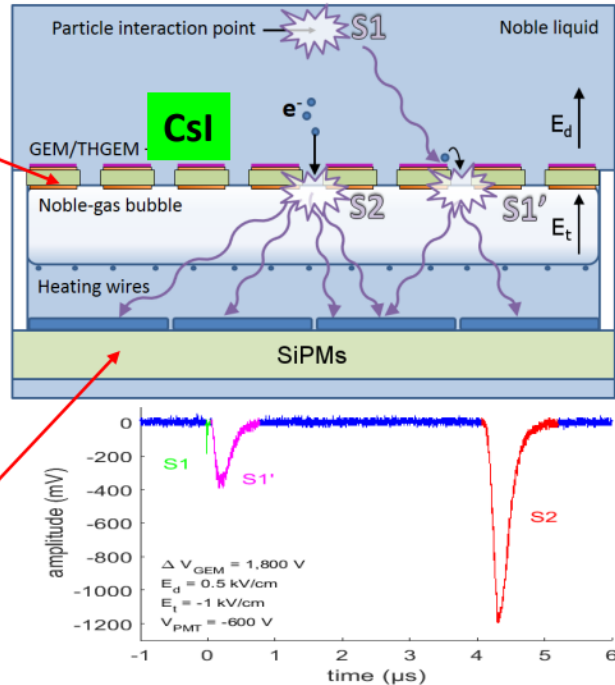 Particle interaction point
S1
Noble liquid
CsI
e-
E_d
GEM/THGEM -
Noble-gas bubble
S2
S1'
E_t
Heating wires
SiPMs
0
-200
-400
-600
-800
-1000
-1200
amplitude (mV)
S1
S1'
S2
Δ V_GEM = 1,800 V
E_d = 0.5 kV/cm
E_t = -1 kV/cm
V_PMT = -600 V
-1 0 1 2 3 4 5 6
time (μs)